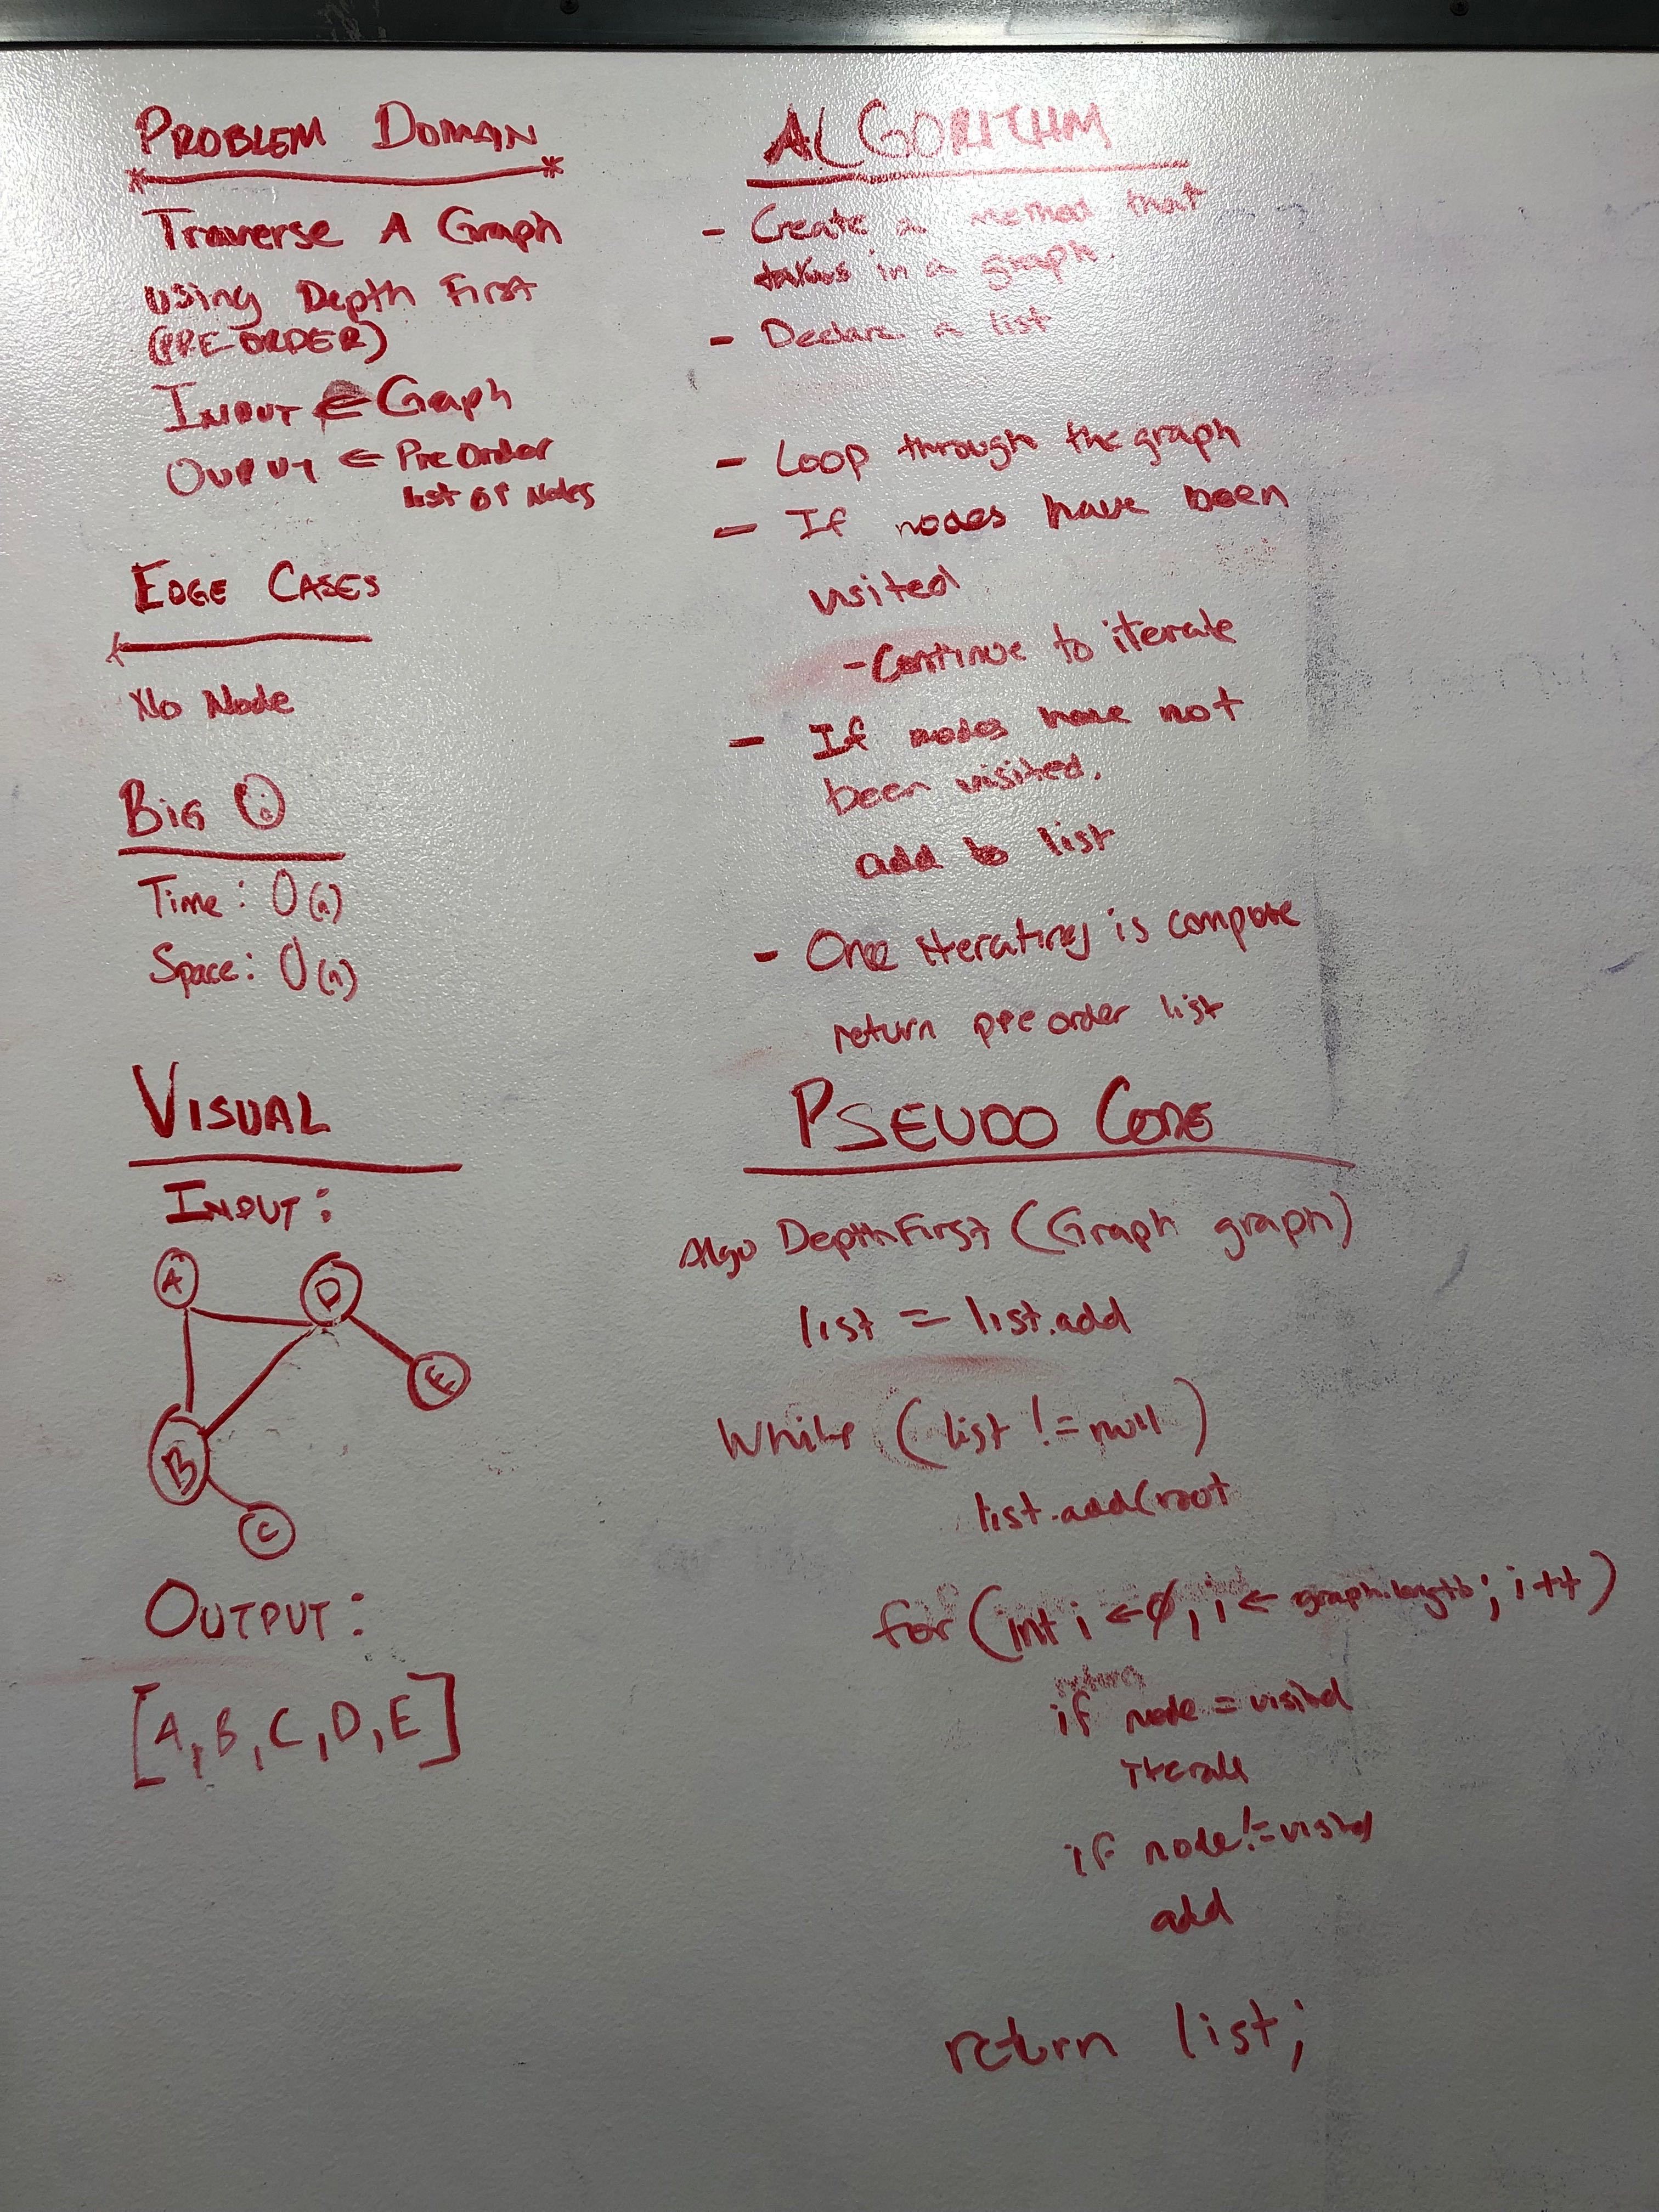 PROBLEM DOMAIN
Traverse A Graph
using Depth First
(PRE-ORDER)
INPUT ← Graph
OUTPUT ← Pre Order
list of Nodes
EDGE CASES
No Node
BIG O
Time: O(n)
Space: O(n)
VISUAL
INPUT:
A
D
E
B
C
OUTPUT:
[A, B, C, D, E]
ALGORITHM
- Create a method that
takes in a graph.
- Declare a list
- Loop through the graph
- If nodes have been
visited
- Continue to iterate
- If nodes have not
been visited.
add to list
- One iterating is compute
return pre order list
PSEUDO CODE
Algo DepthFirst (Graph graph)
list = list.add
While (list != null)
list.add(root
for (int i ← 0, i ← graph.length; i++)
return
if node = visited
iterate
if node != visited
add
return list;